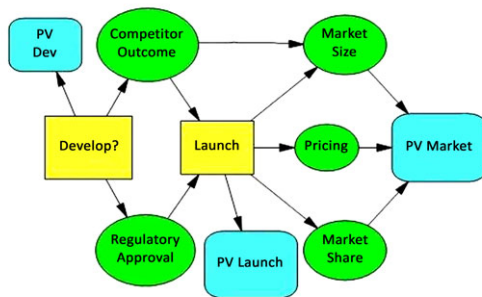 PV
Dev
Competitor
Outcome
Market
Size
Develop?
Launch
Pricing
PV Market
Regulatory
Approval
PV Launch
Market
Share